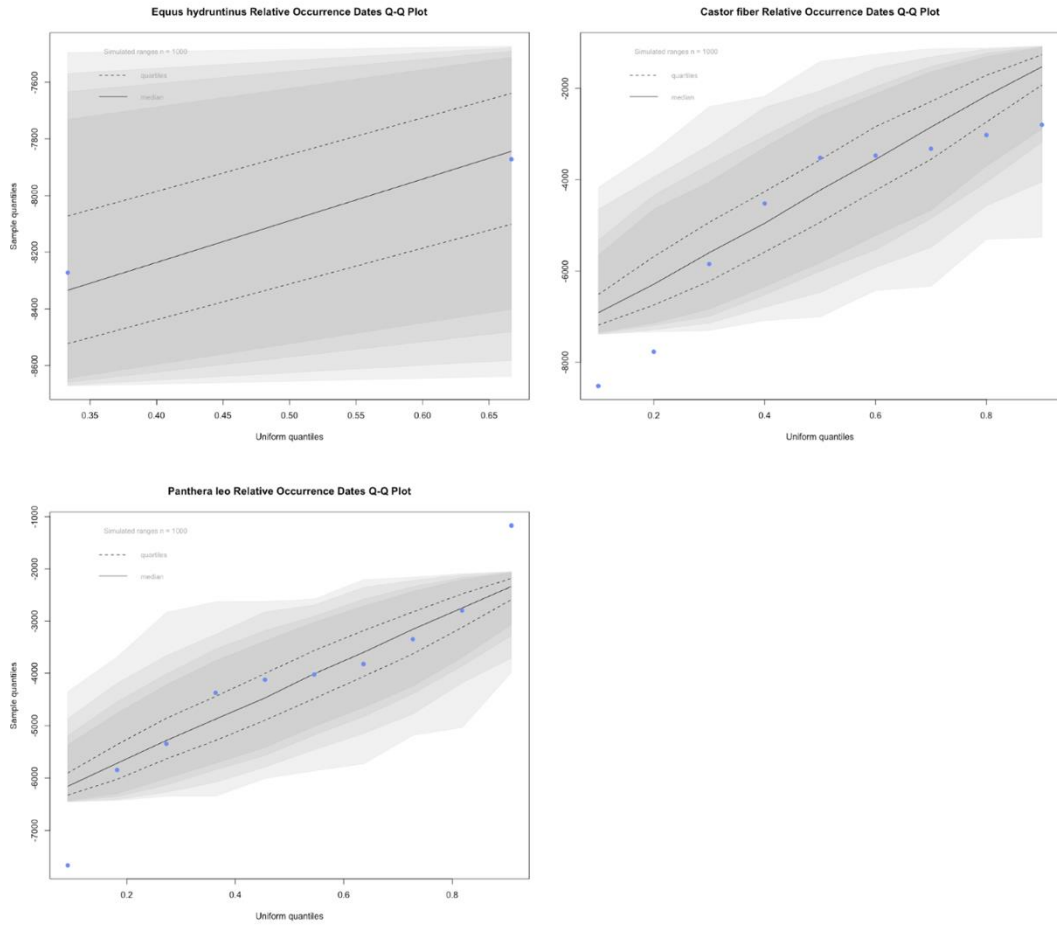 Equus hydruntinus Relative Occurrence Dates Q-Q Plot
Simulated ranges n = 1000
quartiles
median
Sample quantiles
-7600
-7800
-8000
-8200
-8400
-8600
0.35 0.40 0.45 0.50 0.55 0.60 0.65
Uniform quantiles
Castor fiber Relative Occurrence Dates Q-Q Plot
Simulated ranges n = 1000
quartiles
median
-2000
-4000
-6000
-8000
0.2 0.4 0.6 0.8
Uniform quantiles
Panthera leo Relative Occurrence Dates Q-Q Plot
Simulated ranges n = 1000
quartiles
median
Sample quantiles
-1000
-2000
-3000
-4000
-5000
-6000
-7000
0.2 0.4 0.6 0.8
Uniform quantiles